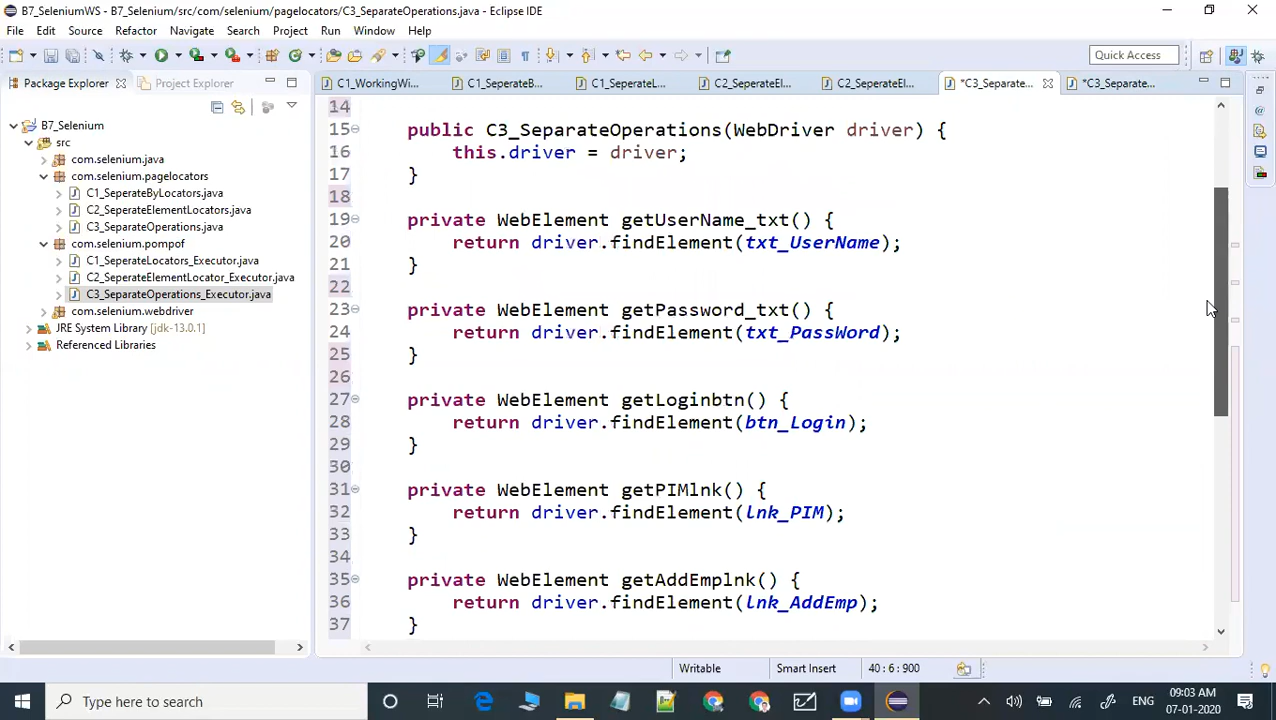 B7_SeleniumWS - B7_Selenium/src/com/selenium/pagelocators/C3_SeparateOperations.java - Eclipse IDE
File Edit Source Refactor Navigate Search Project Run Window Help
Quick Access
Package Explorer Project Explorer
C1_WorkingWi... C1_SeperateB... C1_SeperateL... C2_SeperateEl... C2_SeperateEl... *C3_Separate... *C3_Separate...
B7_Selenium
src
com.selenium.java
com.selenium.pagelocators
C1_SeperateByLocators.java
C2_SeperateElementLocators.java
C3_SeparateOperations.java
com.selenium.pompof
C1_SeperateLocators_Executor.java
C2_SeperateElementLocator_Executor.java
C3_SeparateOperations_Executor.java
com.selenium.webdriver
JRE System Library [jdk-13.0.1]
Referenced Libraries
14
15 public C3_SeparateOperations(WebDriver driver) {
16 this.driver = driver;
17 }
18
19 private WebElement getUserName_txt() {
20 return driver.findElement(txt_UserName);
21 }
22
23 private WebElement getPassword_txt() {
24 return driver.findElement(txt_PassWord);
25 }
26
27 private WebElement getLoginbtn() {
28 return driver.findElement(btn_Login);
29 }
30
31 private WebElement getPIMlnk() {
32 return driver.findElement(lnk_PIM);
33 }
34
35 private WebElement getAddEmplnk() {
36 return driver.findElement(lnk_AddEmp);
37 }
Writable Smart Insert 40 : 6 : 900
Type here to search
ENG
09:03 AM
07-01-2020